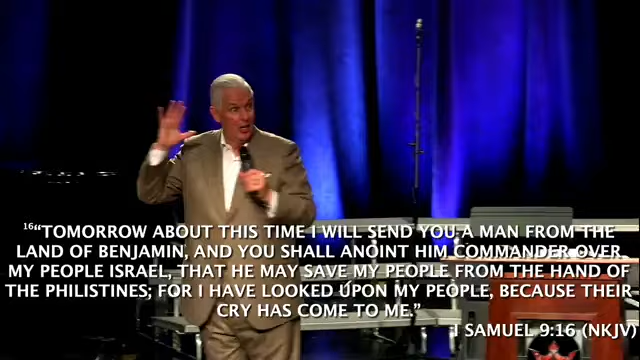 16“TOMORROW ABOUT THIS TIME I WILL SEND YOU A MAN FROM THE
LAND OF BENJAMIN, AND YOU SHALL ANOINT HIM COMMANDER OVER
MY PEOPLE ISRAEL, THAT HE MAY SAVE MY PEOPLE FROM THE HAND OF
THE PHILISTINES; FOR I HAVE LOOKED UPON MY PEOPLE, BECAUSE THEIR
CRY HAS COME TO ME.”
I SAMUEL 9:16 (NKJV)